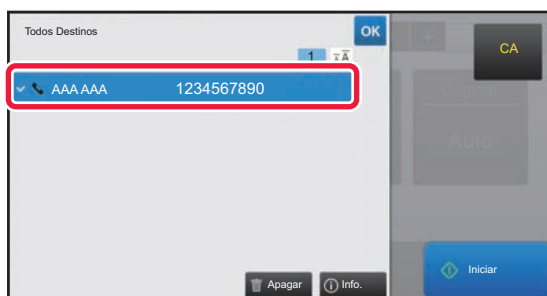 Todos Destinos
OK
CA
1
AAA AAA 1234567890
Original
Auto
Apagar
Info.
Iniciar